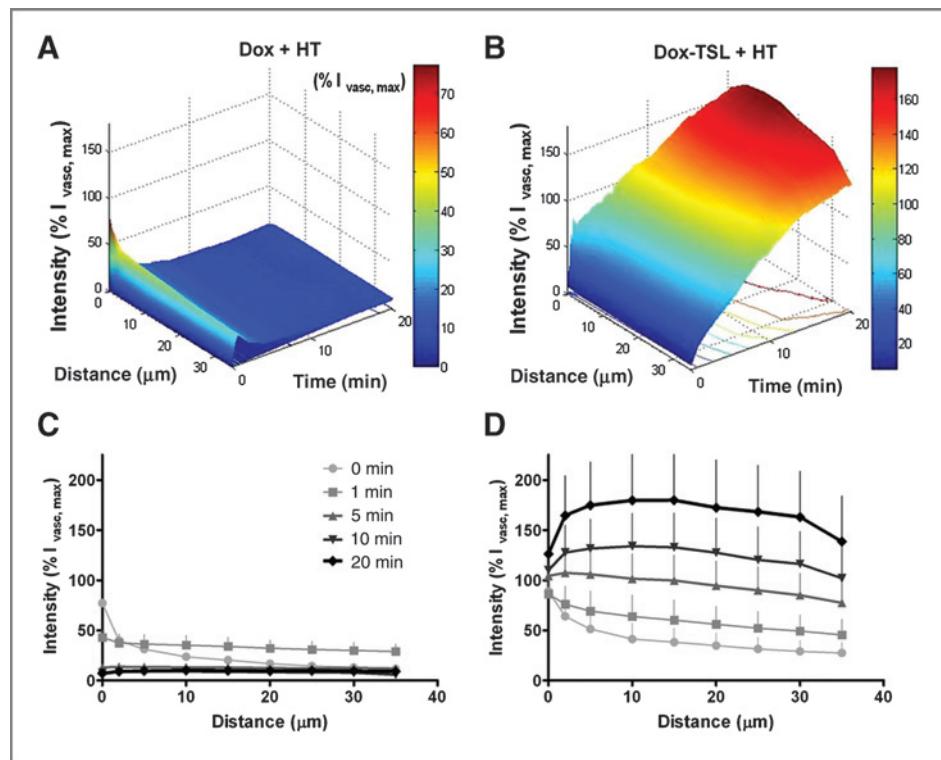 A
Dox + HT
(% I vasc, max)
70
60
50
40
30
20
10
0
Intensity (% I vasc, max)
150
100
50
0
0
10
20
30
Distance (μm)
0
10
20
Time (min)
B
Dox-TSL + HT
160
140
120
100
80
60
40
20
Intensity (% I vasc, max)
150
100
50
0
0
10
20
30
Distance (μm)
0
10
20
Time (min)
C
Intensity (% I vasc, max)
200
150
100
50
0
0 10 20 30 40
Distance (μm)
0 min
1 min
5 min
10 min
20 min
D
Intensity (% I vasc, max)
200
150
100
50
0
0 10 20 30 40
Distance (μm)